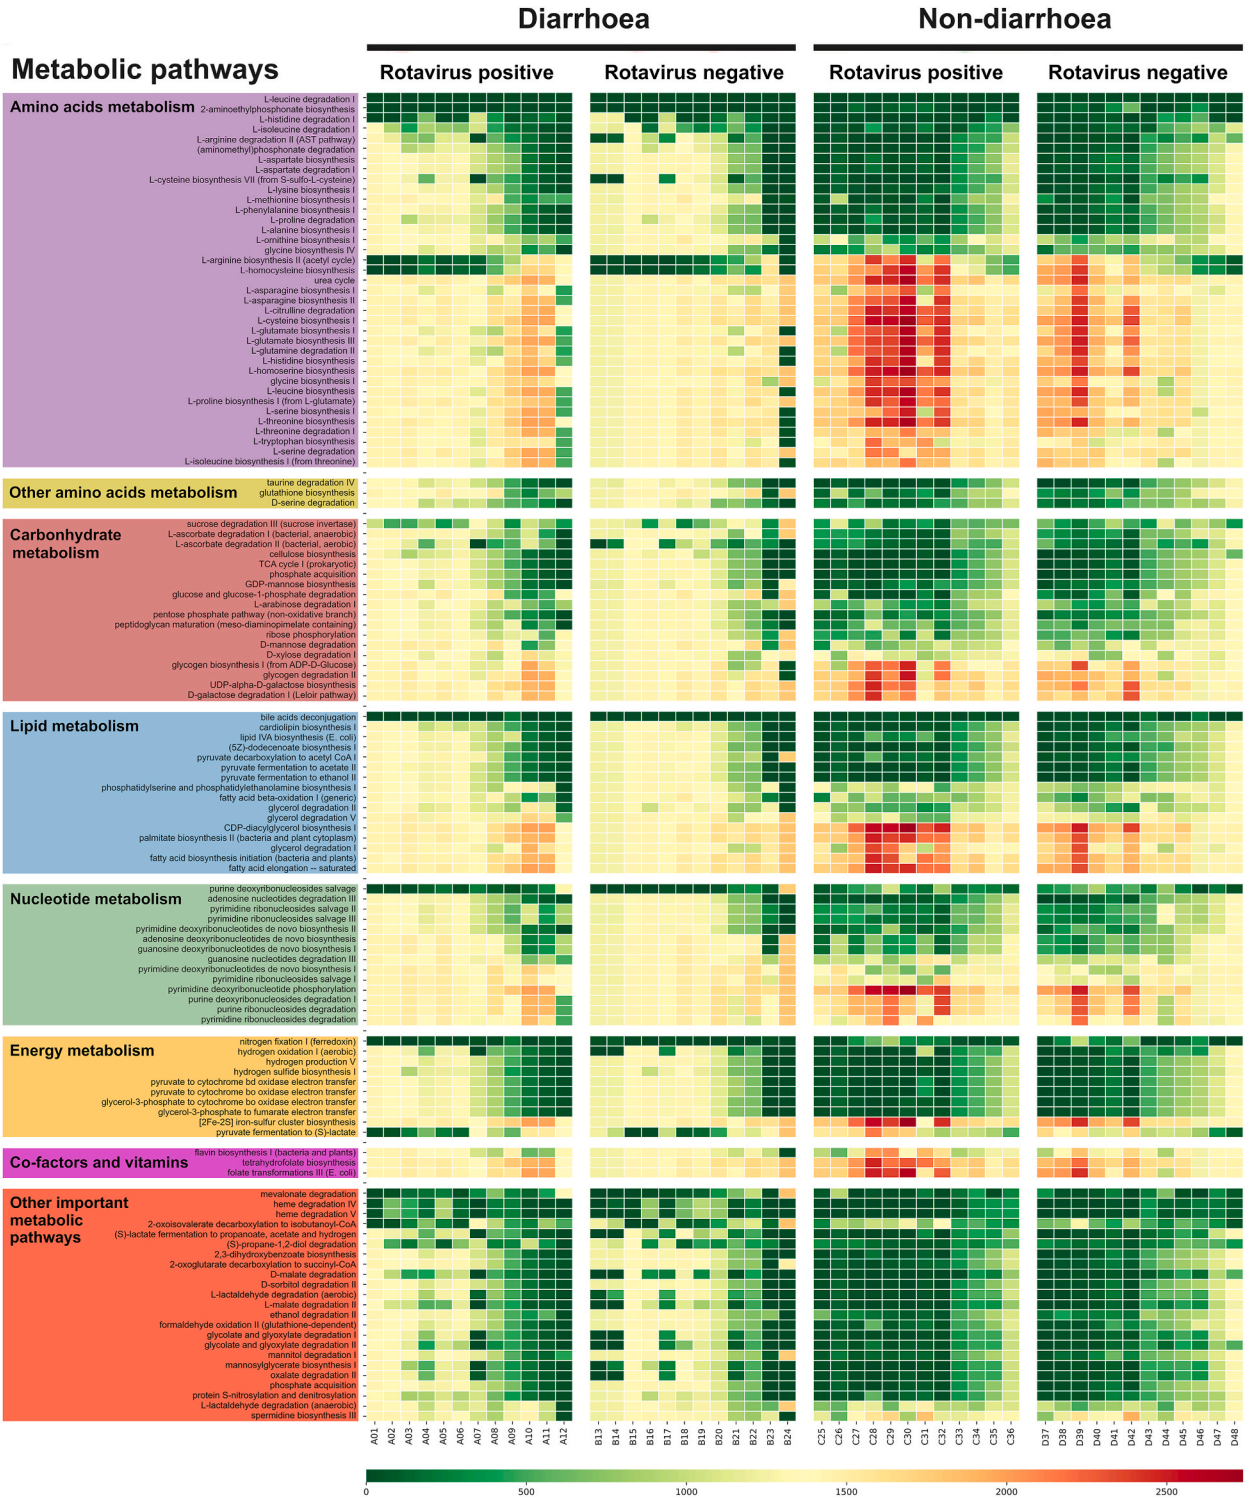 Diarrhoea
Non-diarrhoea
Metabolic pathways
Rotavirus positive
Rotavirus negative
Rotavirus positive
Rotavirus negative
Amino acids metabolism
L-leucine degradation I
2-aminoethylphosphonate biosynthesis
L-histidine degradation I
L-isoleucine degradation I
L-arginine degradation II (AST pathway)
(aminomethyl)phosphonate degradation
L-aspartate biosynthesis
L-aspartate degradation I
L-cysteine biosynthesis VII (from S-sulfo-L-cysteine)
L-lysine biosynthesis I
L-methionine biosynthesis I
L-phenylalanine biosynthesis I
L-proline degradation
L-alanine biosynthesis I
L-ornithine biosynthesis I
glycine biosynthesis IV
L-arginine biosynthesis II (acetyl cycle)
L-homocysteine biosynthesis
urea cycle
L-asparagine biosynthesis I
L-asparagine biosynthesis II
L-citrulline degradation
L-cysteine biosynthesis I
L-glutamate biosynthesis I
L-glutamate biosynthesis III
L-glutamine degradation II
L-histidine biosynthesis
L-homoserine biosynthesis
glycine biosynthesis I
L-leucine biosynthesis
L-proline biosynthesis I (from L-glutamate)
L-serine biosynthesis I
L-threonine biosynthesis
L-threonine degradation I
L-tryptophan biosynthesis
L-serine degradation
L-isoleucine biosynthesis I (from threonine)
Other amino acids metabolism
taurine degradation IV
glutathione biosynthesis
D-serine degradation
Carbonhydrate
metabolism
sucrose degradation III (sucrose invertase)
L-ascorbate degradation I (bacterial, anaerobic)
L-ascorbate degradation II (bacterial, aerobic)
cellulose biosynthesis
TCA cycle I (prokaryotic)
phosphate acquisition
GDP-mannose biosynthesis
glucose and glucose-1-phosphate degradation
L-arabinose degradation I
pentose phosphate pathway (non-oxidative branch)
peptidoglycan maturation (meso-diaminopimelate containing)
ribose phosphorylation
D-mannose degradation
D-xylose degradation I
glycogen biosynthesis I (from ADP-D-Glucose)
glycogen degradation II
UDP-alpha-D-galactose biosynthesis
D-galactose degradation I (Leloir pathway)
Lipid metabolism
bile acids deconjugation
cardiolipin biosynthesis I
lipid IVA biosynthesis (E. coli)
(5Z)-dodecenoate biosynthesis I
pyruvate decarboxylation to acetyl CoA I
pyruvate fermentation to acetate II
pyruvate fermentation to ethanol II
phosphatidylserine and phosphatidylethanolamine biosynthesis I
fatty acid beta-oxidation I (generic)
glycerol degradation II
glycerol degradation V
CDP-diacylglycerol biosynthesis I
palmitate biosynthesis II (bacteria and plant cytoplasm)
glycerol degradation I
fatty acid biosynthesis initiation (bacteria and plants)
fatty acid elongation -- saturated
Nucleotide metabolism
purine deoxyribonucleosides salvage
adenosine nucleotides degradation III
pyrimidine ribonucleosides salvage II
pyrimidine ribonucleosides salvage III
pyrimidine deoxyribonucleotides de novo biosynthesis II
adenosine deoxyribonucleotides de novo biosynthesis
guanosine deoxyribonucleotides de novo biosynthesis I
guanosine nucleotides degradation III
pyrimidine deoxyribonucleotides de novo biosynthesis I
pyrimidine ribonucleosides salvage I
pyrimidine deoxyribonucleotide phosphorylation
purine deoxyribonucleosides degradation I
purine ribonucleosides degradation
pyrimidine ribonucleosides degradation
Energy metabolism
nitrogen fixation I (ferredoxin)
hydrogen oxidation I (aerobic)
hydrogen production V
hydrogen sulfide biosynthesis I
pyruvate to cytochrome bd oxidase electron transfer
pyruvate to cytochrome bo oxidase electron transfer
glycerol-3-phosphate to cytochrome bo oxidase electron transfer
glycerol-3-phosphate to fumarate electron transfer
[2Fe-2S] iron-sulfur cluster biosynthesis
pyruvate fermentation to (S)-lactate
Co-factors and vitamins
flavin biosynthesis I (bacteria and plants)
tetrahydrofolate biosynthesis
folate transformations III (E. coli)
Other important
metabolic
pathways
mevalonate degradation
heme degradation IV
heme degradation V
2-oxoisovalerate decarboxylation to isobutanoyl-CoA
(S)-lactate fermentation to propanoate, acetate and hydrogen
(S)-propane-1,2-diol degradation
2,3-dihydroxybenzoate biosynthesis
2-oxoglutarate decarboxylation to succinyl-CoA
D-malate degradation
D-sorbitol degradation II
L-lactaldehyde degradation (aerobic)
L-malate degradation II
ethanol degradation II
formaldehyde oxidation II (glutathione-dependent)
glycolate and glyoxylate degradation I
glycolate and glyoxylate degradation II
mannitol degradation I
mannosylglycerate biosynthesis I
oxalate degradation II
phosphate acquisition
protein S-nitrosylation and denitrosylation
L-lactaldehyde degradation (anaerobic)
spermidine biosynthesis III
A01 A02 A03 A04 A05 A06 A07 A08 A09 A10 A11 A12 B13 B14 B15 B16 B17 B18 B19 B20 B21 B22 B23 B24 C25 C26 C27 C28 C29 C30 C31 C32 C33 C34 C35 C36 D37 D38 D39 D40 D41 D42 D43 D44 D45 D46 D47 D48
0 500 1000 1500 2000 2500